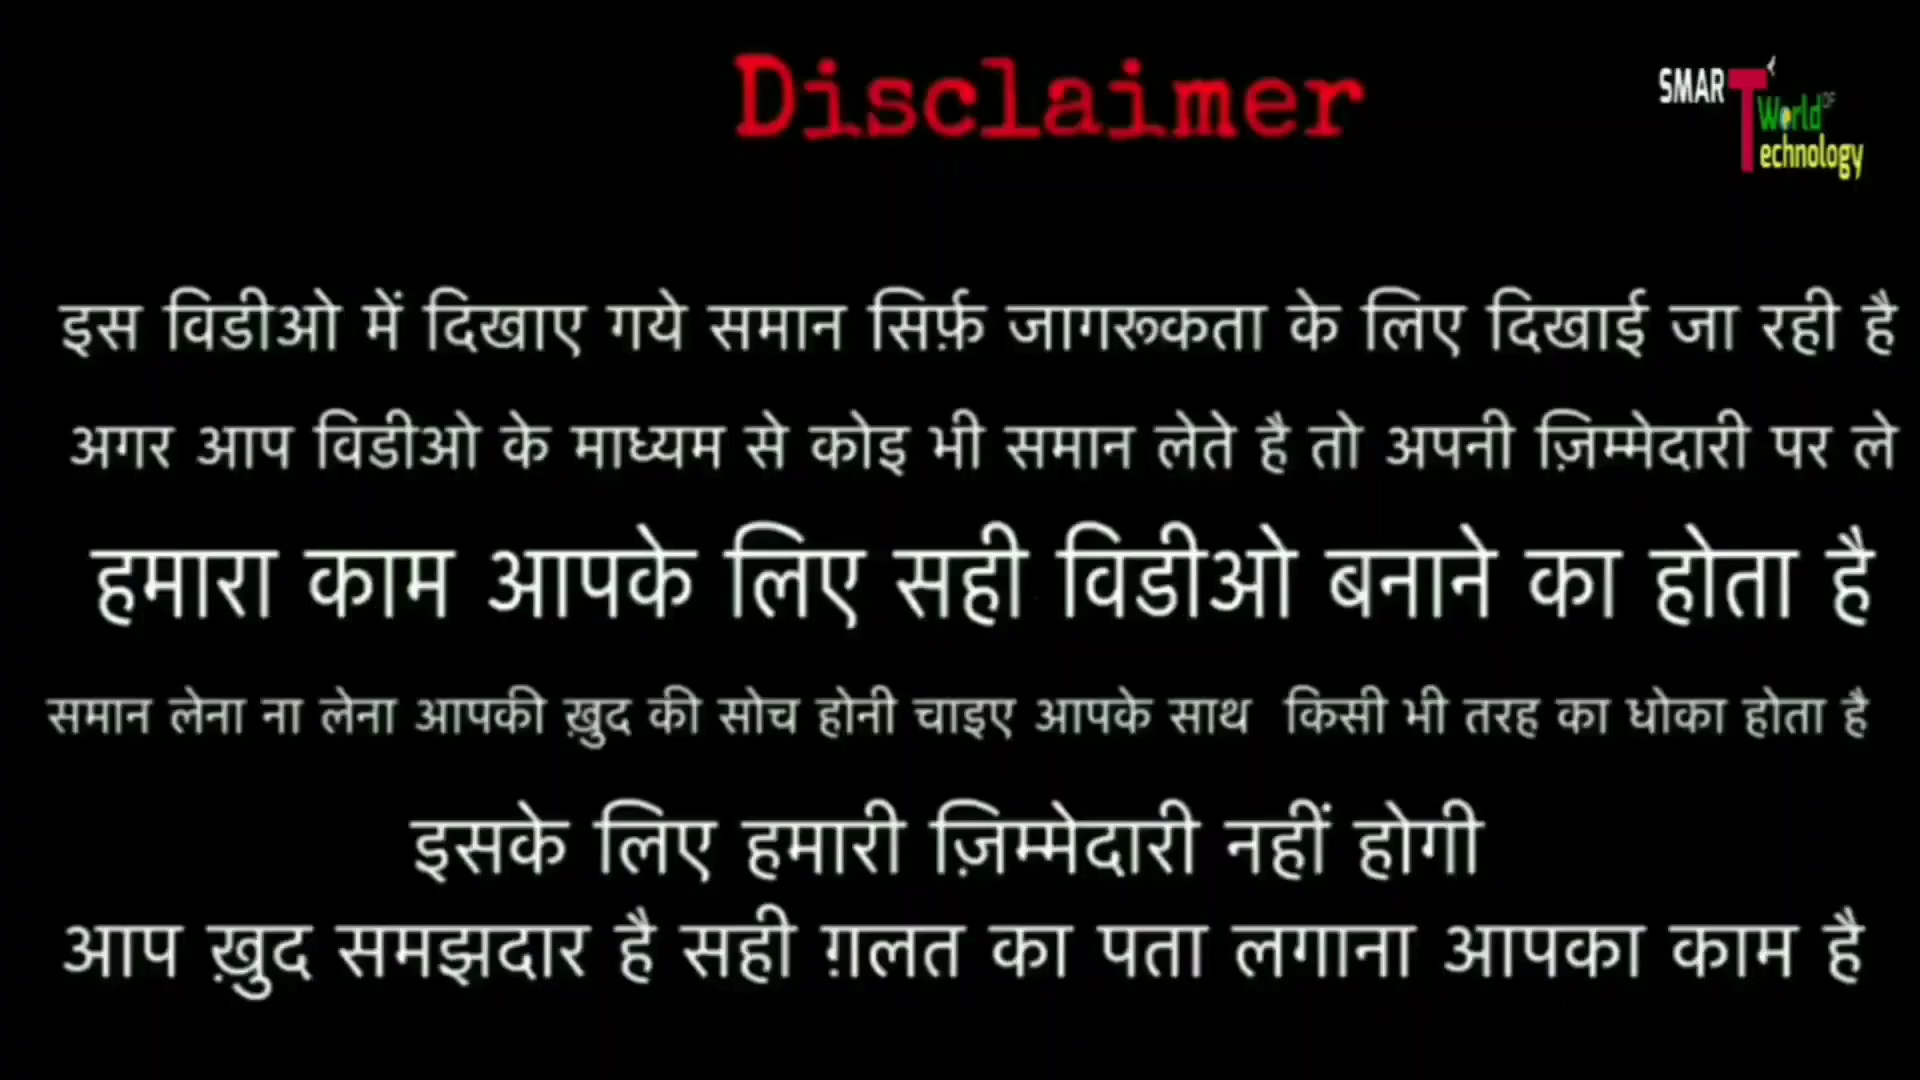 Disclaimer
SMART
World OF
Technology
इस विडीओ में दिखाए गये समान सिर्फ़ जागरूकता के लिए दिखाई जा रही है
अगर आप विडीओ के माध्यम से कोइ भी समान लेते है तो अपनी ज़िम्मेदारी पर ले
हमारा काम आपके लिए सही विडीओ बनाने का होता है
समान लेना ना लेना आपकी ख़ुद की सोच होनी चाइए आपके साथ किसी भी तरह का धोका होता है
इसके लिए हमारी ज़िम्मेदारी नहीं होगी
आप ख़ुद समझदार है सही ग़लत का पता लगाना आपका काम है